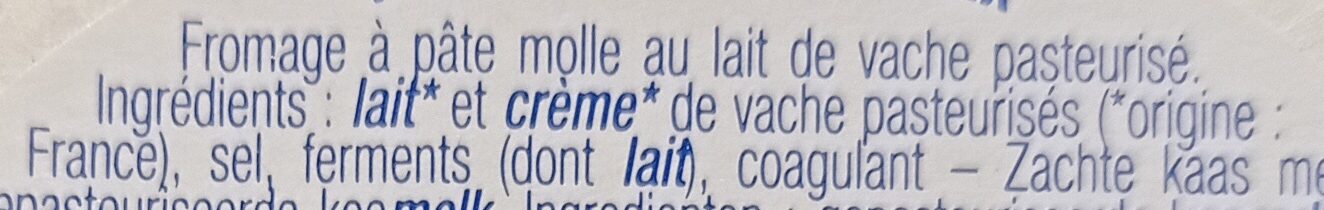 Fromage à pâte molle au lait de vache pasteurisé.
Ingrédients : lait* et crème* de vache pasteurisés (*origine :
France), sel, ferments (dont lait), coagulant – Zachte kaas me